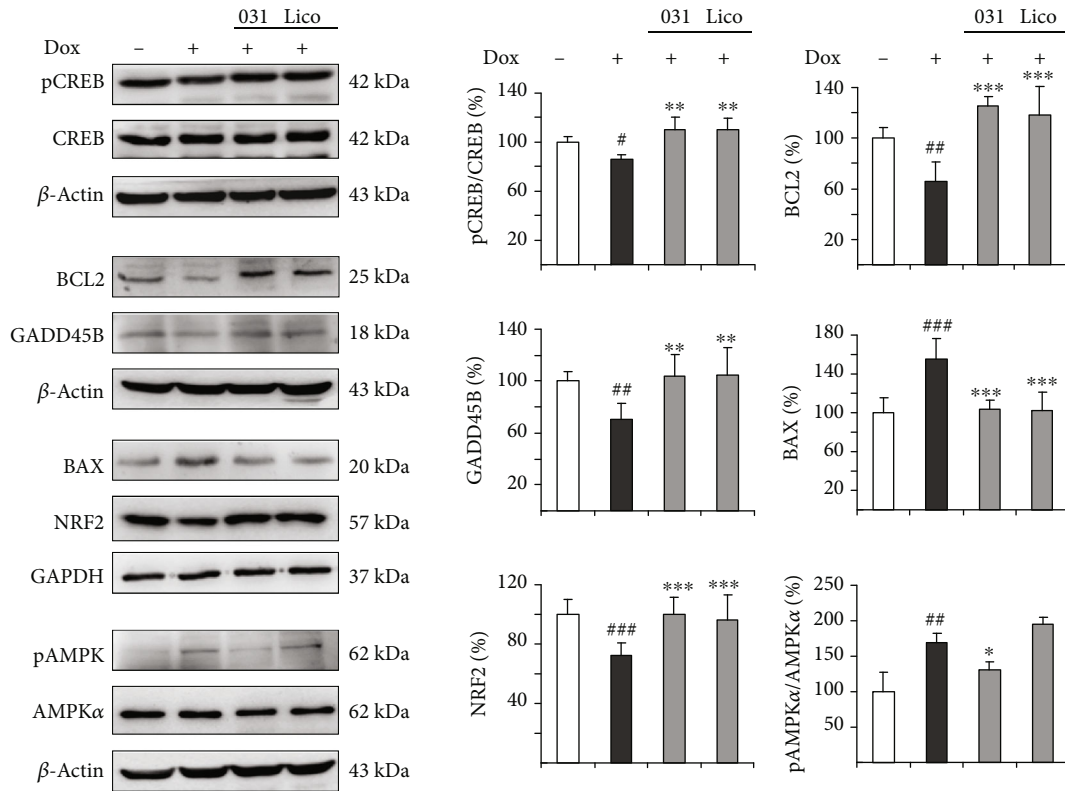 031 Lico
Dox – + + +
pCREB 42 kDa
CREB 42 kDa
β-Actin 43 kDa
BCL2 25 kDa
GADD45B 18 kDa
β-Actin 43 kDa
BAX 20 kDa
NRF2 57 kDa
GAPDH 37 kDa
pAMPK 62 kDa
AMPKα 62 kDa
β-Actin 43 kDa
031 Lico
Dox – + + +
pCREB/CREB (%)
140
100
60
20
#
**
**
GADD45B (%)
140
100
60
20
##
**
**
NRF2 (%)
120
80
40
###
***
***
031 Lico
Dox – + + +
BCL2 (%)
140
100
60
20
##
***
***
BAX (%)
180
140
100
60
20
###
***
***
pAMPKα/AMPKα (%)
250
200
150
100
50
##
*